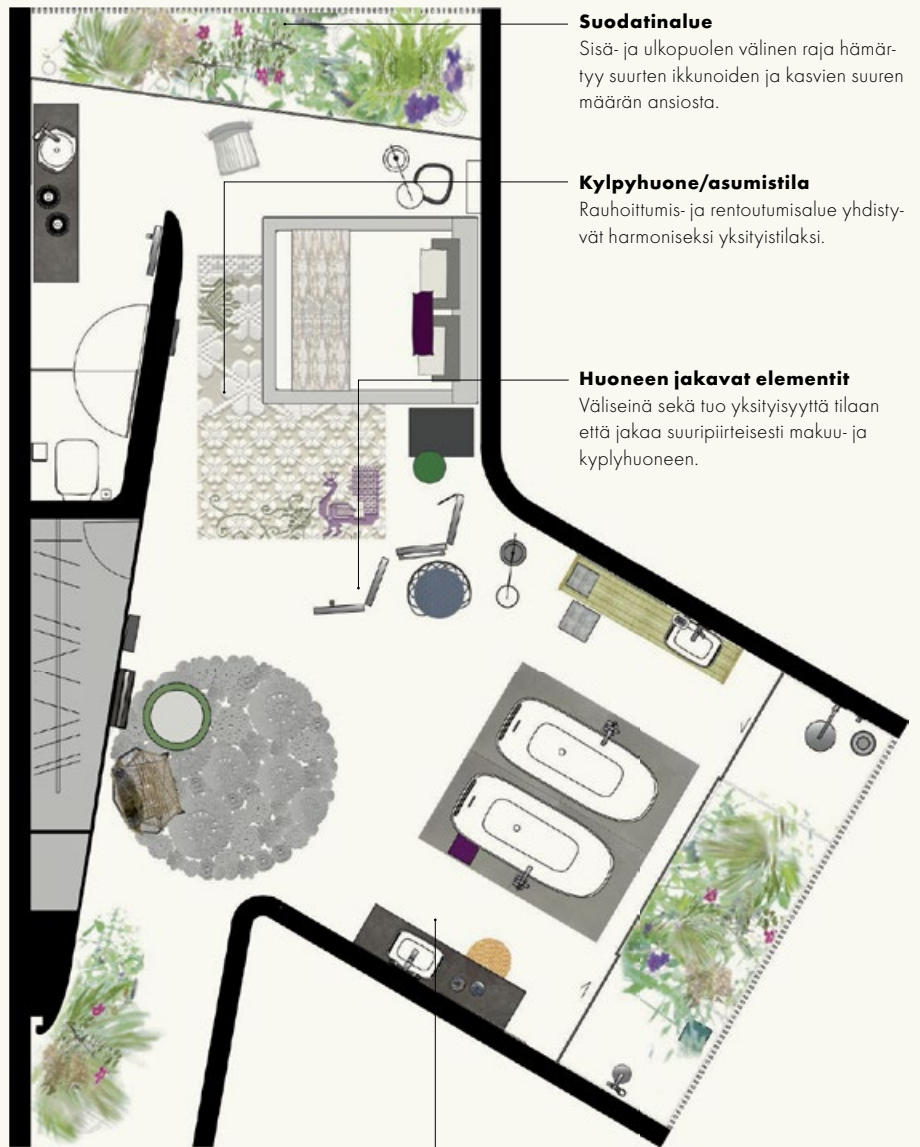 Suodatinalue
Sisä- ja ulkopuolen välinen raja hämär-
tyy suurten ikkunoiden ja kasvien suuren
määrän ansiosta.
Kylpyhuone/asumistila
Rauhoittumis- ja rentoutumisalue yhdisty-
vät harmoniseksi yksityistilaksi.
Huoneen jakavat elementit
Väliseinä sekä tuo yksityisyyttä tilaan
että jakaa suuripiirteisesti makuu- ja
kyplyhuoneen.